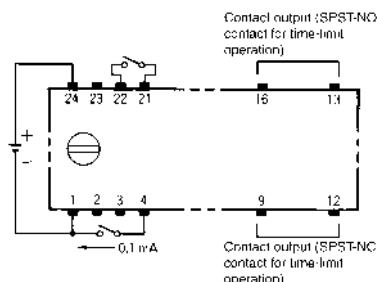 Contact output (SPST-NO
contact for time-limit
operation)
24 23 22 21 16 13
+
1 2 3 4 9 12
0,1 mA
Contact output (SPST-NC
contact for time-limit
operation)